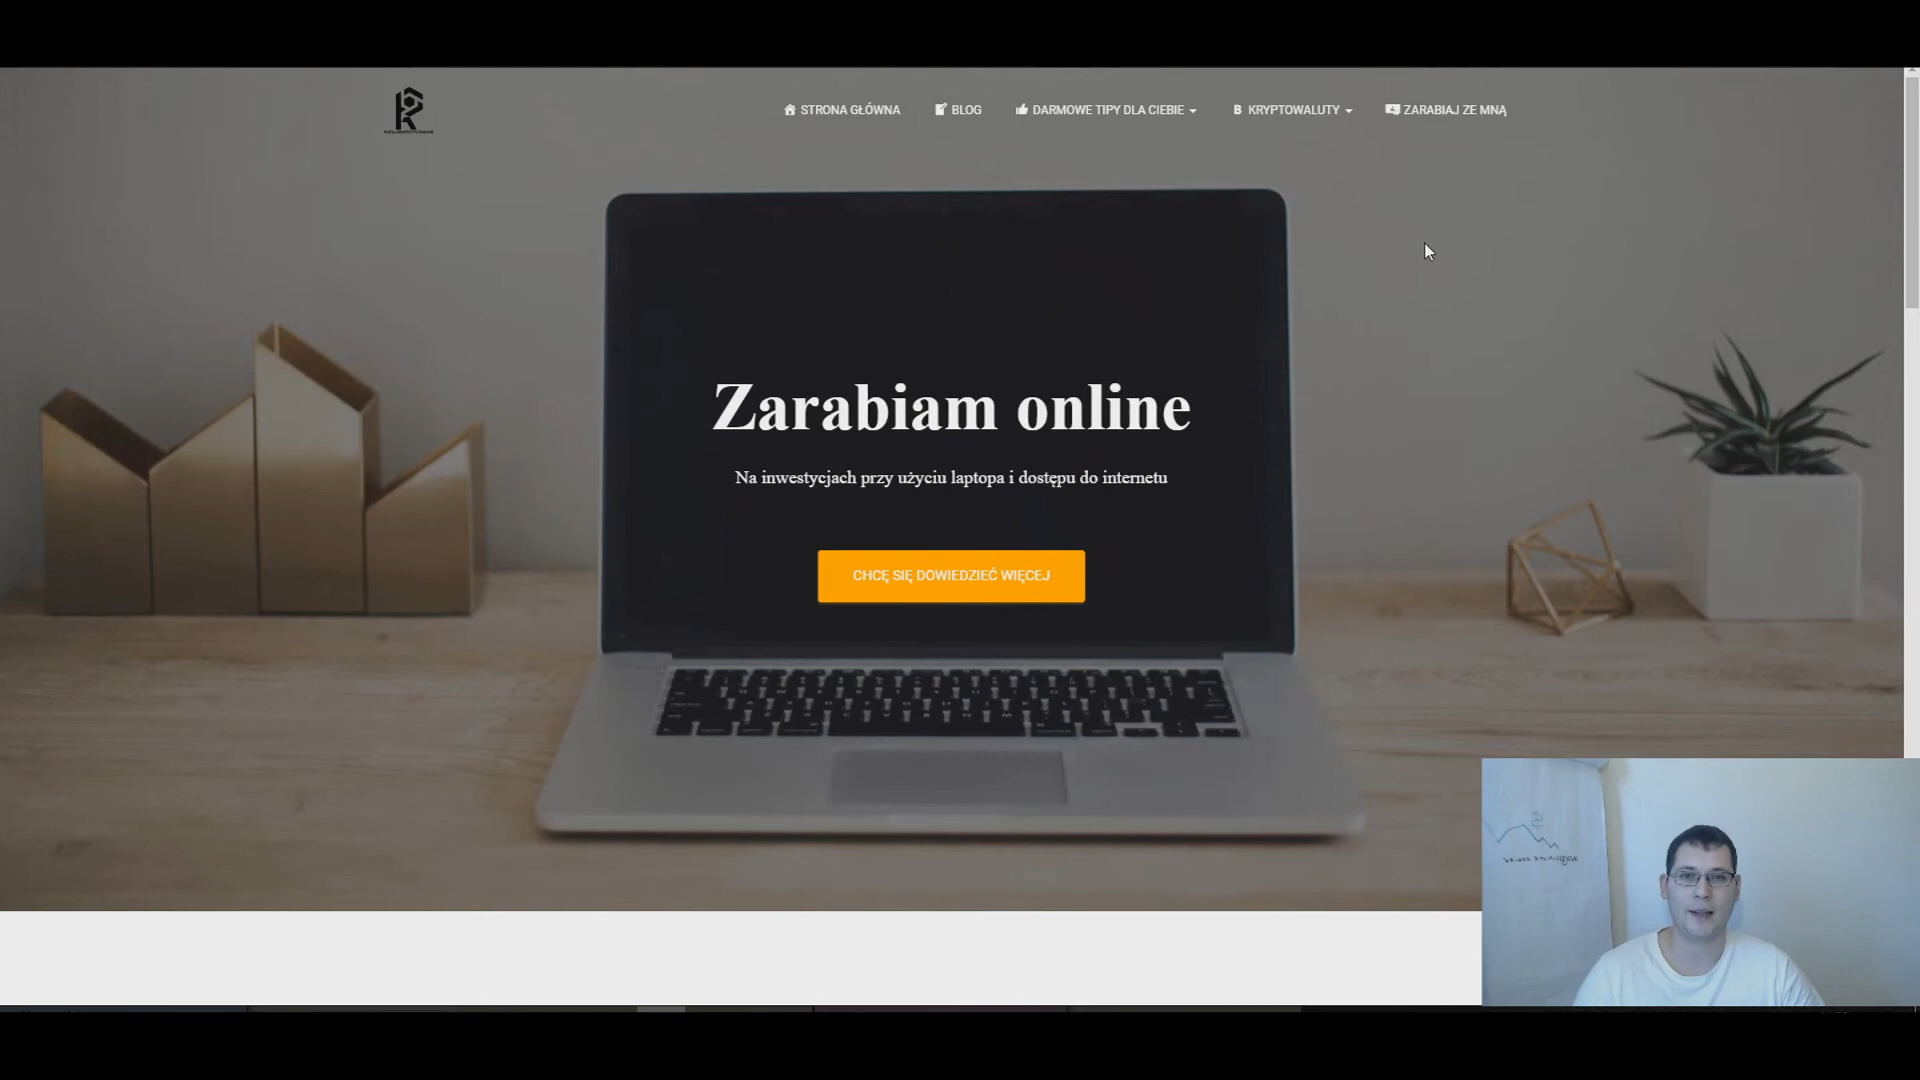 STRONA GŁÓWNA
BLOG
DARMOWE TIPY DLA CIEBIE
KRYPTOWALUTY
ZARABIAJ ZE MNĄ
Zarabiam online
Na inwestycjach przy użyciu laptopa i dostępu do internetu
CHCĘ SIĘ DOWIEDZIEĆ WIĘCEJ